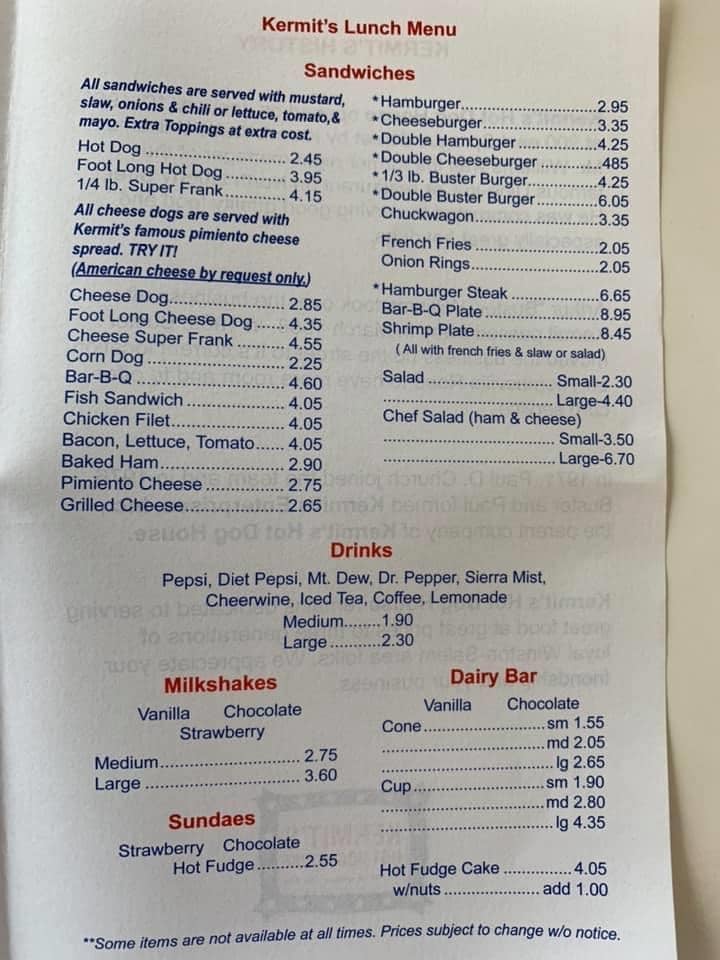 Kermit's Lunch Menu
Sandwiches
All sandwiches are served with mustard,
slaw, onions & chili or lettuce, tomato,&
mayo. Extra Toppings at extra cost.
Hot Dog ........................ 2.45
Foot Long Hot Dog .......... 3.95
1/4 lb. Super Frank........... 4.15
All cheese dogs are served with
Kermit's famous pimiento cheese
spread. TRY IT!
(American cheese by request only.)
Cheese Dog..................... 2.85
Foot Long Cheese Dog ..... 4.35
Cheese Super Frank ......... 4.55
Corn Dog ........................ 2.25
Bar-B-Q .......................... 4.60
Fish Sandwich .................. 4.05
Chicken Filet.................... 4.05
Bacon, Lettuce, Tomato...... 4.05
Baked Ham...................... 2.90
Pimiento Cheese............... 2.75
Grilled Cheese.................. 2.65
*Hamburger...........................2.95
*Cheeseburger.......................3.35
*Double Hamburger ................4.25
*Double Cheeseburger ............485
*1/3 lb. Buster Burger..............4.25
*Double Buster Burger.............6.05
Chuckwagon.........................3.35
French Fries .........................2.05
Onion Rings..........................2.05
*Hamburger Steak ..................6.65
Bar-B-Q Plate .......................8.95
Shrimp Plate.........................8.45
(All with french fries & slaw or salad)
Salad .......................... Small-2.30
................................... Large-4.40
Chef Salad (ham & cheese)
................................... Small-3.50
................................... Large-6.70
Drinks
Pepsi, Diet Pepsi, Mt. Dew, Dr. Pepper, Sierra Mist,
Cheerwine, Iced Tea, Coffee, Lemonade
Medium........1.90
Large...........2.30
Milkshakes
Vanilla Chocolate
Strawberry
Medium............................ 2.75
Large ............................... 3.60
Sundaes
Strawberry Chocolate
Hot Fudge..........2.55
Dairy Bar
Vanilla Chocolate
Cone.........................sm 1.55
.................................md 2.05
..................................lg 2.65
Cup...........................sm 1.90
.................................md 2.80
..................................lg 4.35
Hot Fudge Cake ..............4.05
w/nuts .................... add 1.00
**Some items are not available at all times. Prices subject to change w/o notice.